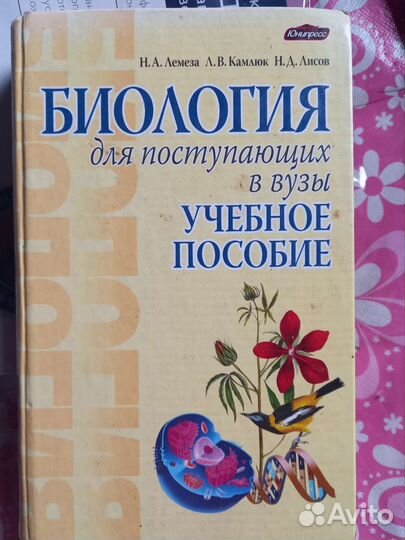 Юнипресс
Н. А. Лемеза Л. В. Камлюк Н. Д. Лисов
БИОЛОГИЯ
для поступающих
в вузы
УЧЕБНОЕ
ПОСОБИЕ
Avito